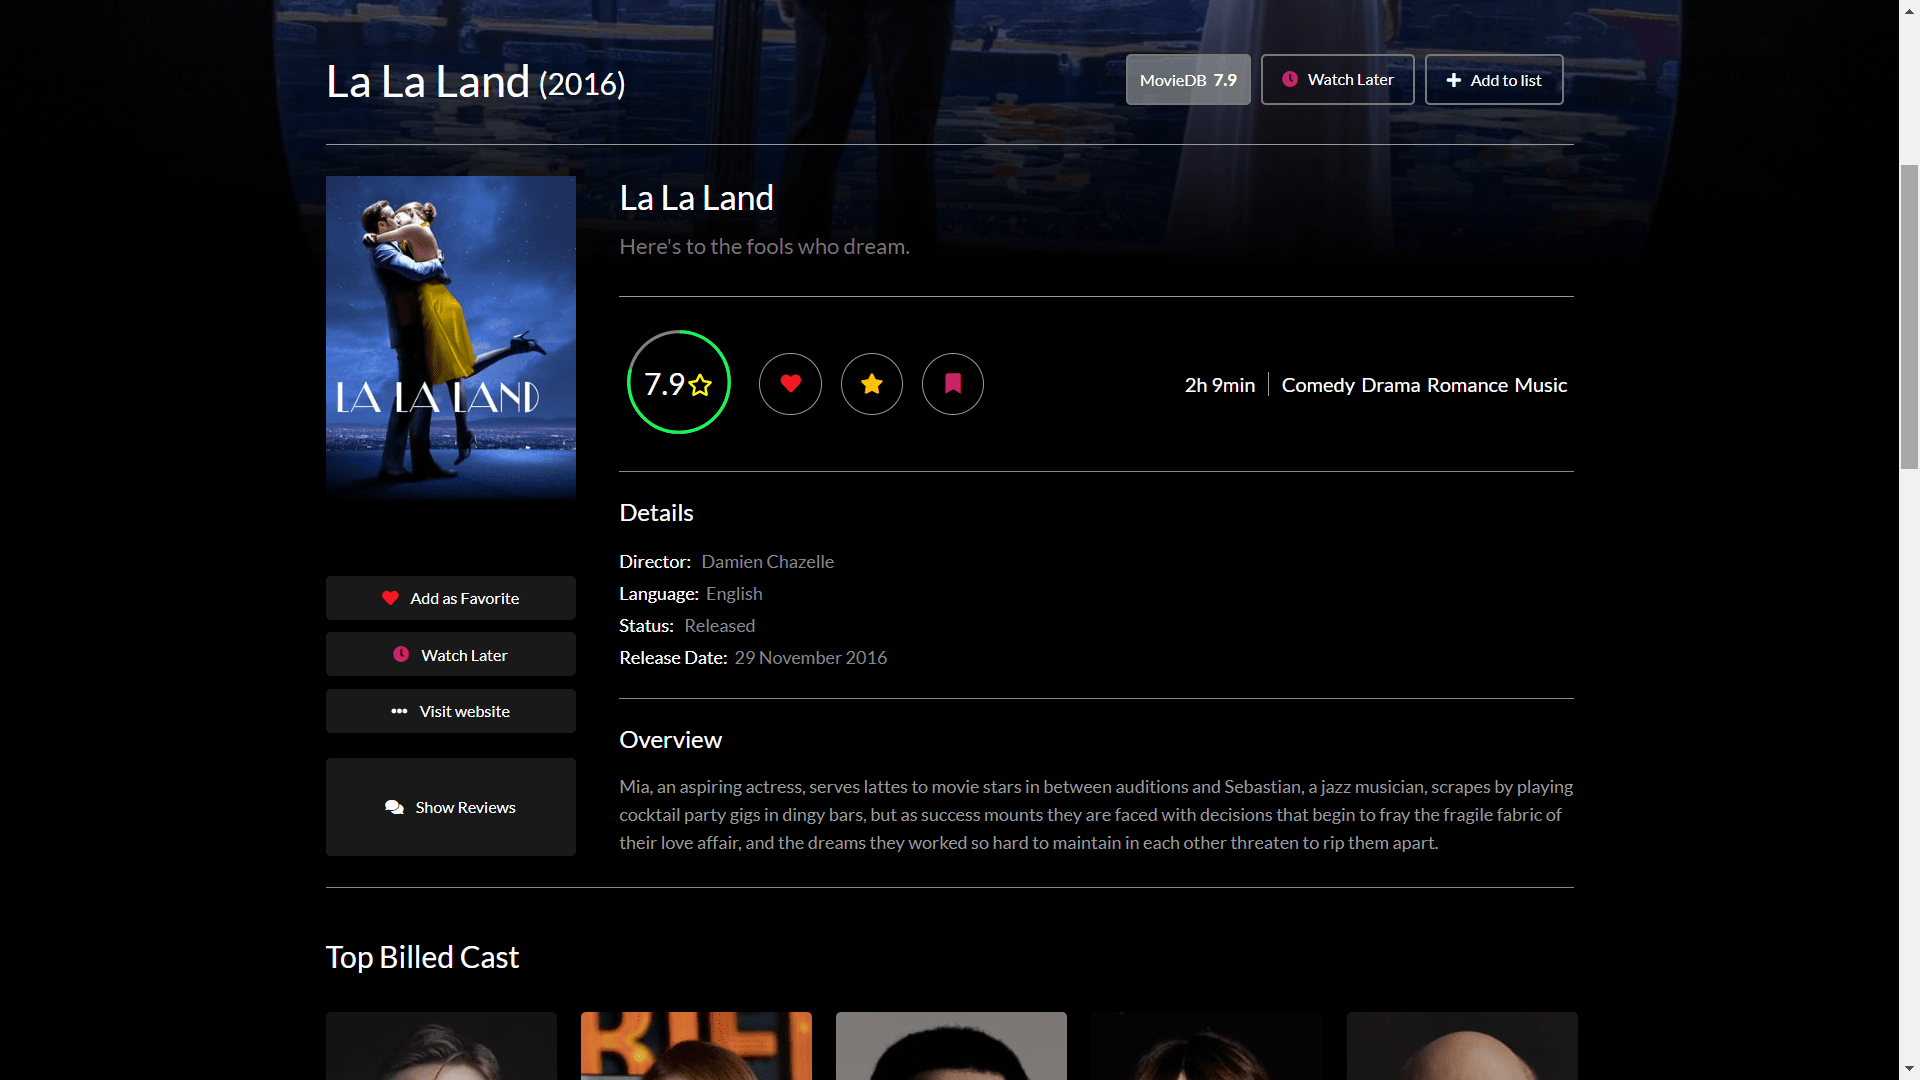 La La Land (2016)
MovieDB 7.9
Watch Later
Add to list
LA LA LAND
La La Land
Here's to the fools who dream.
7.9
2h 9min
Comedy Drama Romance Music
Details
Director: Damien Chazelle
Language: English
Status: Released
Release Date: 29 November 2016
Add as Favorite
Watch Later
Visit website
Show Reviews
Overview
Mia, an aspiring actress, serves lattes to movie stars in between auditions and Sebastian, a jazz musician, scrapes by playing
cocktail party gigs in dingy bars, but as success mounts they are faced with decisions that begin to fray the fragile fabric of
their love affair, and the dreams they worked so hard to maintain in each other threaten to rip them apart.
Top Billed Cast